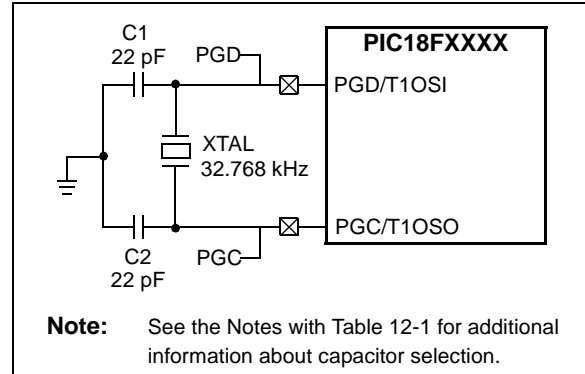 C1
22 pF
PGD
PIC18FXXXX
PGD/T1OSI
XTAL
32.768 kHz
PGC/T1OSO
C2
22 pF
PGC
Note: See the Notes with Table 12-1 for additional
information about capacitor selection.